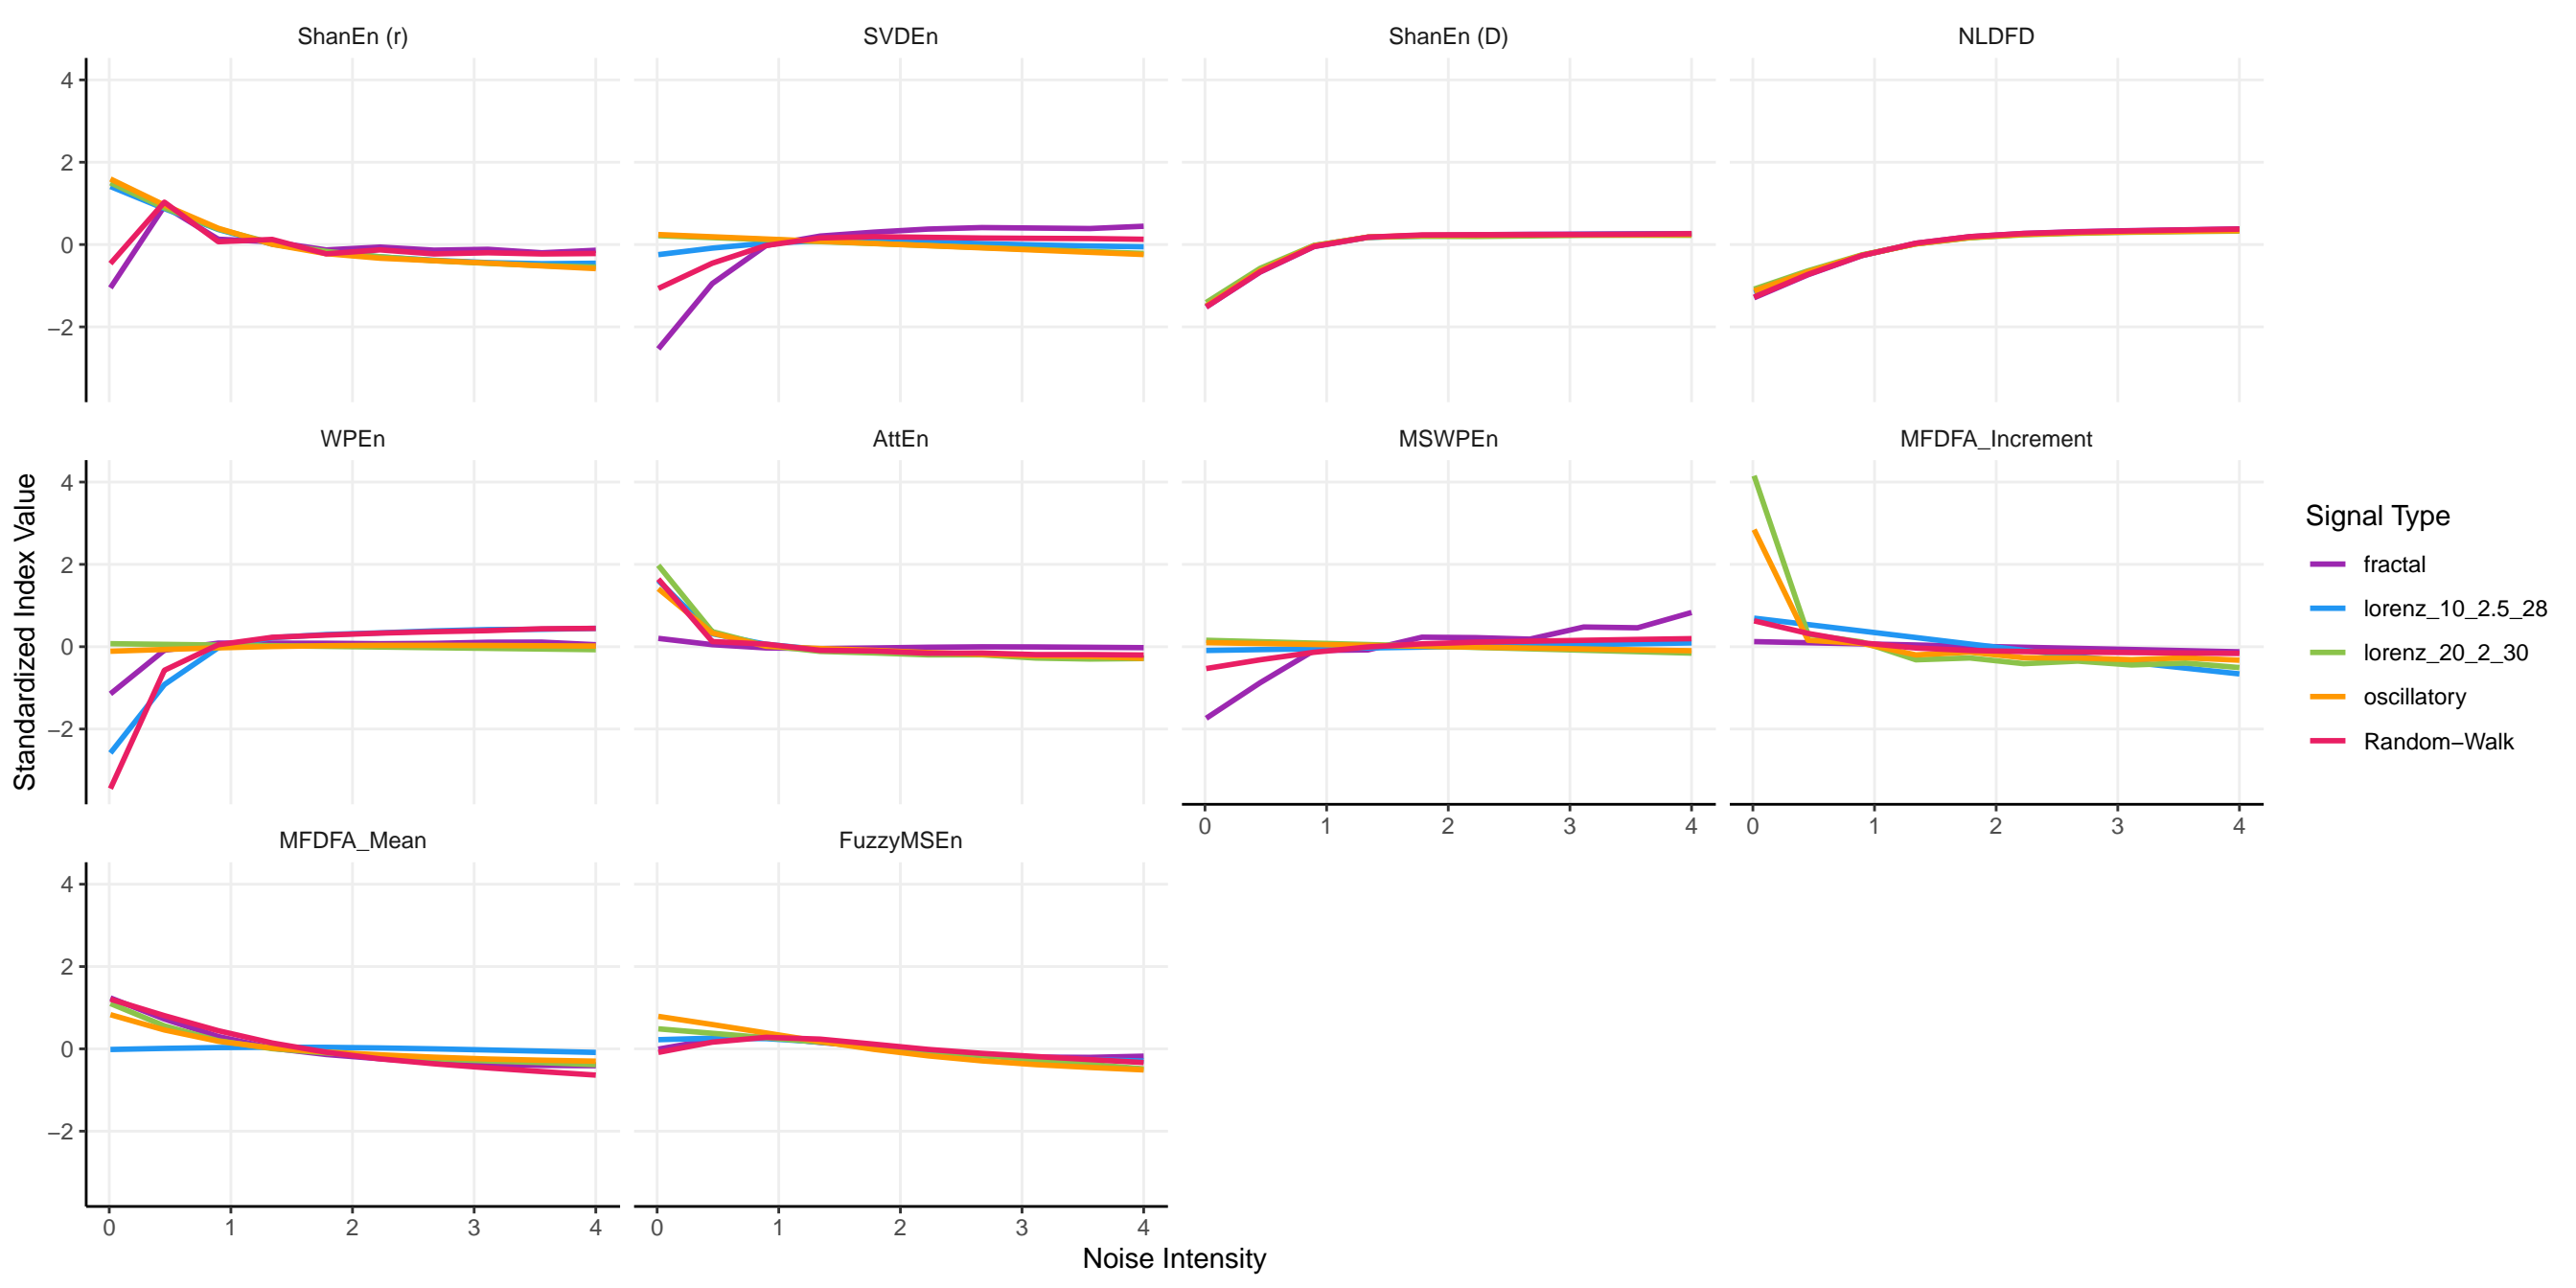 ShanEn (r) SVDEn ShanEn (D) NLDFD
4
2
0
−2
WPEn AttEn MSWPEn MFDFA_Increment
4
2
0
−2
0 1 2 3 4 0 1 2 3 4
MFDFA_Mean FuzzyMSEn
4
2
0
−2
0 1 2 3 4 0 1 2 3 4
Noise Intensity
Standardized Index Value
Signal Type
fractal
lorenz_10_2.5_28
lorenz_20_2_30
oscillatory
Random−Walk